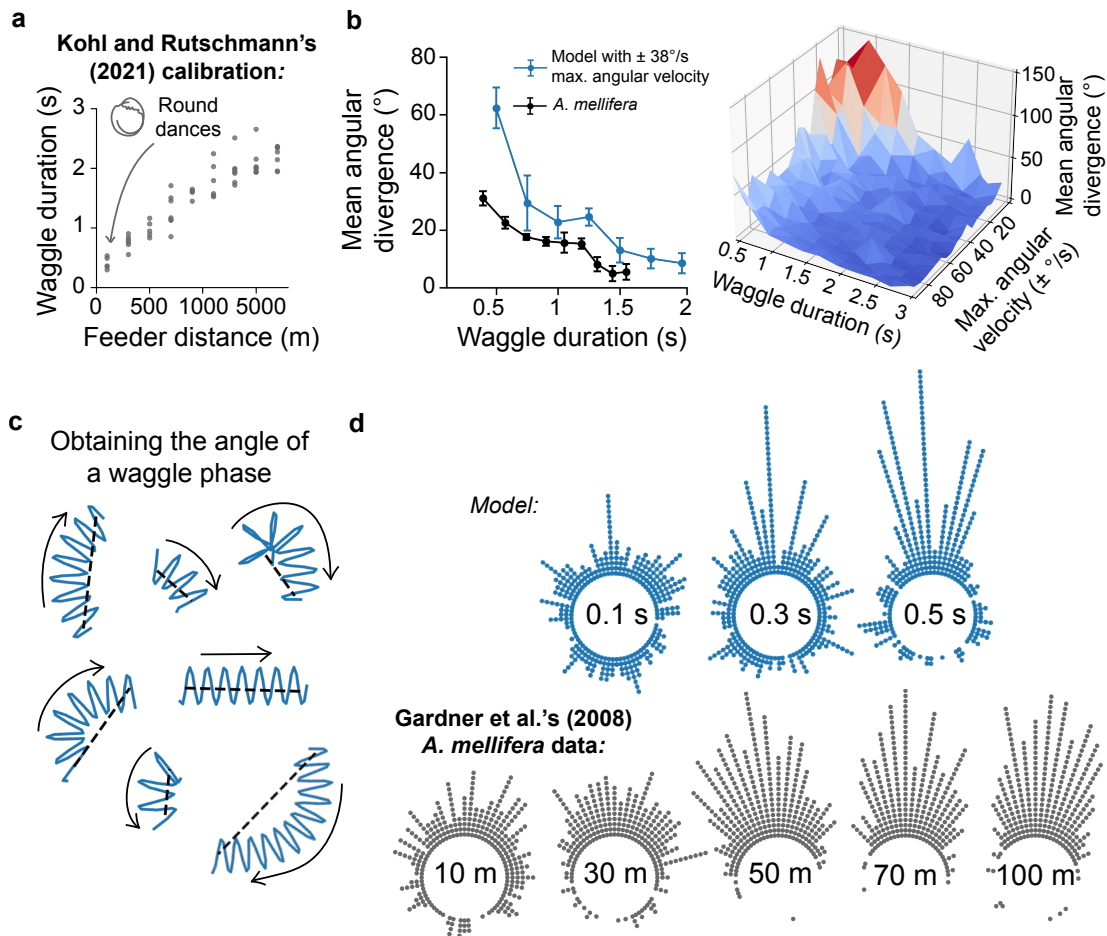 a
Kohl and Rutschmann's
(2021) calibration:
Waggle duration (s)
3
2
1
0
Round
dances
0
500
1000
5000
Feeder distance (m)
b
Mean angular
divergence (°)
80
60
40
20
0
Model with ± 38°/s
max. angular velocity
A. mellifera
0.5
1
1.5
2
Waggle duration (s)
150
100
50
0
Mean angular
divergence (°)
0.5
1
1.5
2
2.5
3
Waggle duration (s)
20
40
60
80
Max. angular
velocity (± °/s)
c
Obtaining the angle of
a waggle phase
d
Model:
0.1 s
0.3 s
0.5 s
Gardner et al.'s (2008)
A. mellifera data:
10 m
30 m
50 m
70 m
100 m